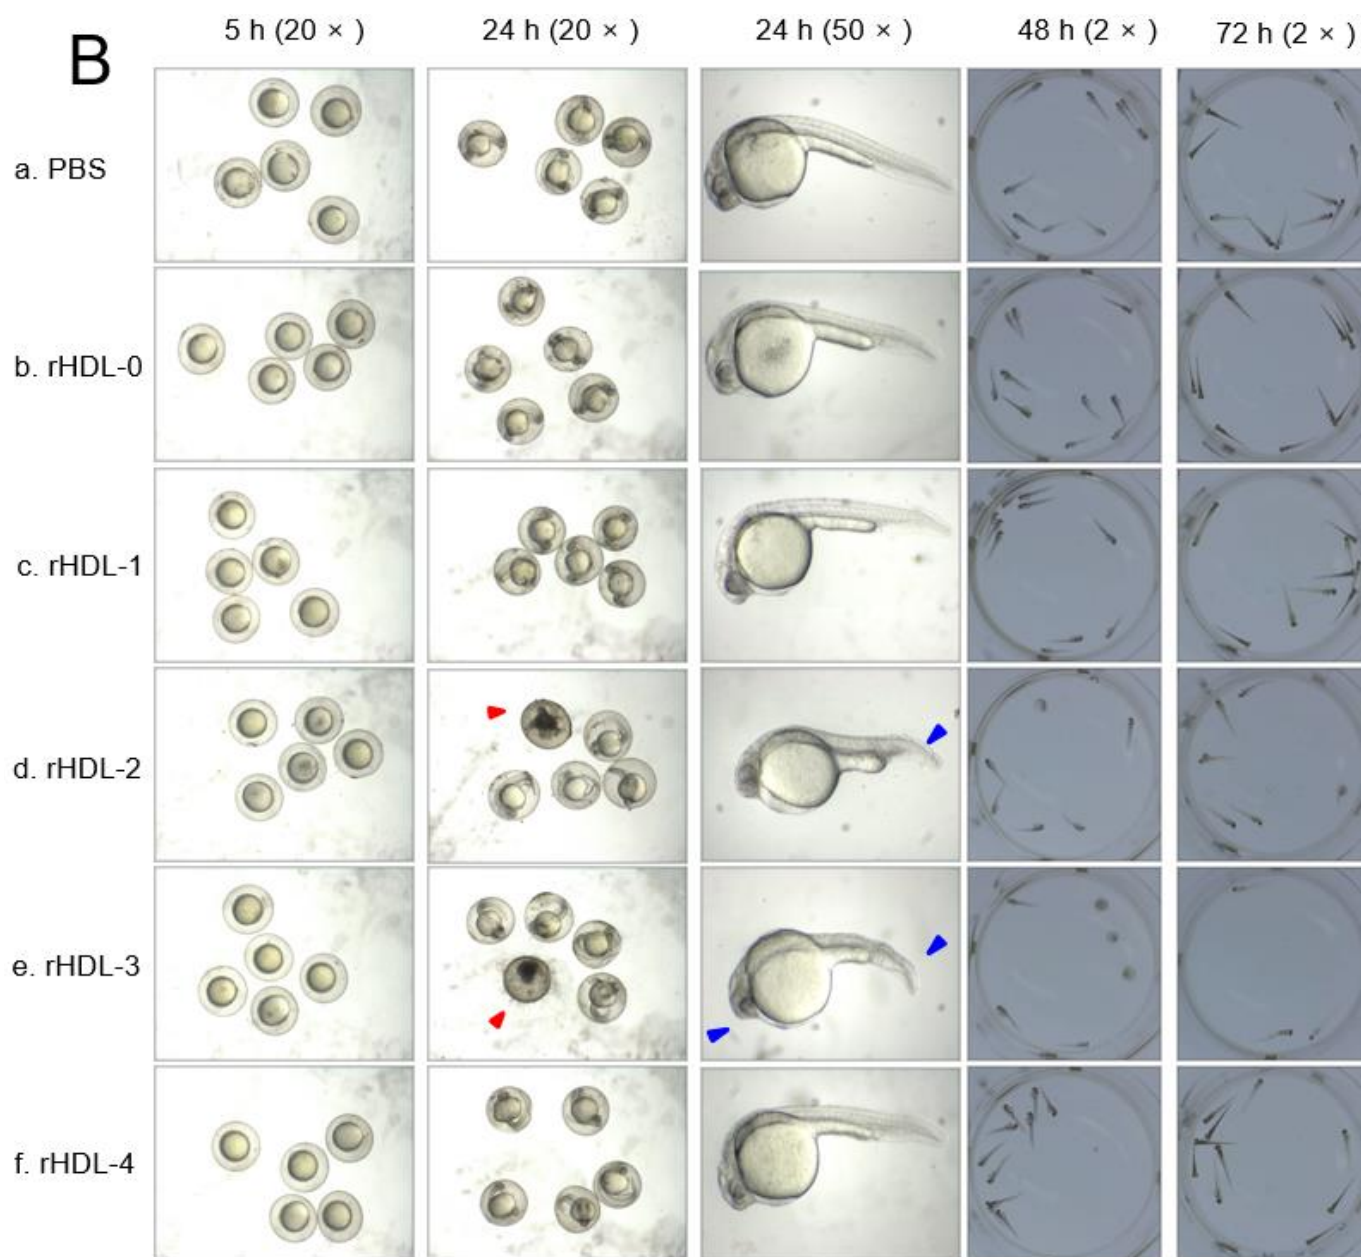 B
5 h (20 × )
24 h (20 × )
24 h (50 × )
48 h (2 × )
72 h (2 × )
a. PBS
b. rHDL-0
c. rHDL-1
d. rHDL-2
e. rHDL-3
f. rHDL-4